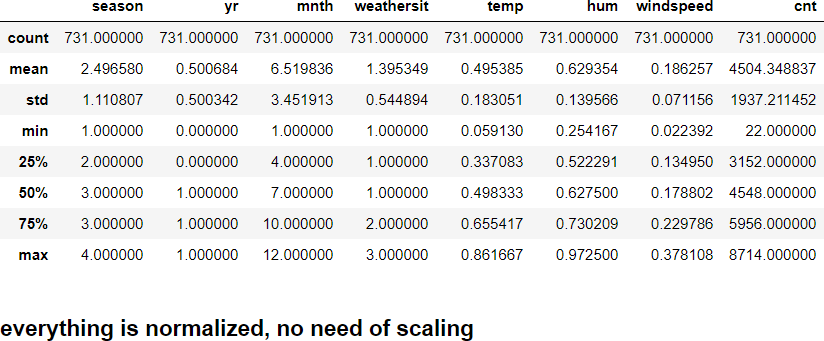 season yr mnth weathersit temp hum windspeed cnt
count 731.000000 731.000000 731.000000 731.000000 731.000000 731.000000 731.000000 731.000000
mean 2.496580 0.500684 6.519836 1.395349 0.495385 0.629354 0.186257 4504.348837
std 1.110807 0.500342 3.451913 0.544894 0.183051 0.139566 0.071156 1937.211452
min 1.000000 0.000000 1.000000 1.000000 0.059130 0.254167 0.022392 22.000000
25% 2.000000 0.000000 4.000000 1.000000 0.337083 0.522291 0.134950 3152.000000
50% 3.000000 1.000000 7.000000 1.000000 0.498333 0.627500 0.178802 4548.000000
75% 3.000000 1.000000 10.000000 2.000000 0.655417 0.730209 0.229786 5956.000000
max 4.000000 1.000000 12.000000 3.000000 0.861667 0.972500 0.378108 8714.000000
everything is normalized, no need of scaling